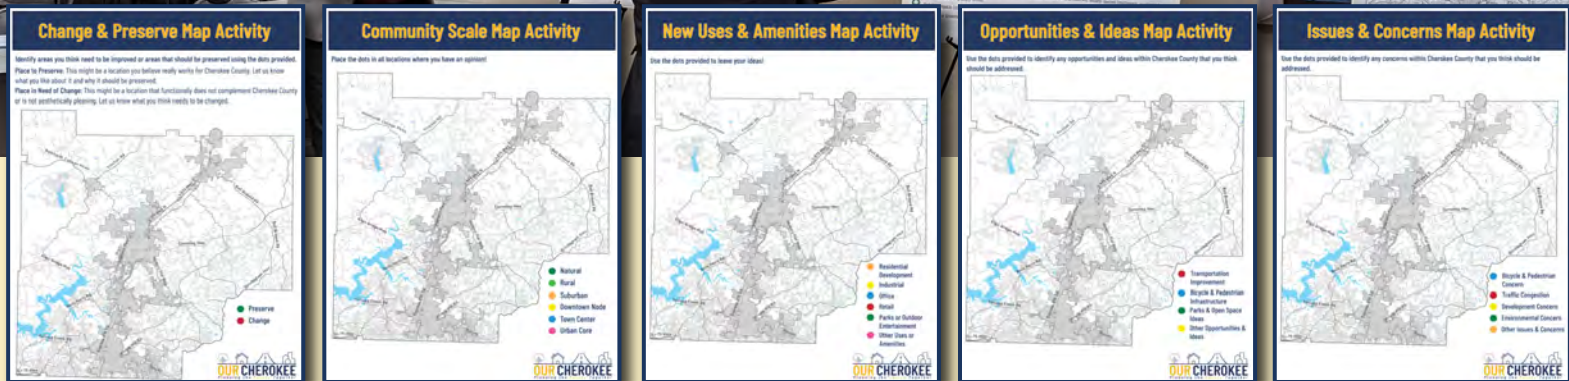 Change & Preserve Map Activity
Identify areas you think need to be improved or areas that should be preserved using the dots provided.
Place to Preserve: This might be a location you believe really works for Cherokee County. Let us know
what you like about it and why it should be preserved.
Place in Need of Change: This might be a location that functionally does not complement Cherokee County
or is not aesthetically pleasing. Let us know what you think needs to be changed.
Preserve
Change
OUR CHEROKEE
Community Scale Map Activity
Place the dots in all locations where you have an opinion!
Natural
Rural
Suburban
Downtown Node
Town Center
Urban Core
OUR CHEROKEE
New Uses & Amenities Map Activity
Use the dots provided to leave your ideas!
Residential
Development
Industrial
Office
Retail
Parks or Outdoor
Entertainment
Other Uses or
Amenities
OUR CHEROKEE
Opportunities & Ideas Map Activity
Use the dots provided to identify any opportunities and ideas within Cherokee County that you think
should be addressed.
Transportation
Improvement
Bicycle & Pedestrian
Infrastructure
Parks & Open Space
Ideas
Other Opportunities &
Ideas
OUR CHEROKEE
Issues & Concerns Map Activity
Use the dots provided to identify any concerns within Cherokee County that you think should be
addressed.
Bicycle & Pedestrian
Concern
Traffic Congestion
Development Concern
Environmental Concern
Other Issues & Concerns
OUR CHEROKEE